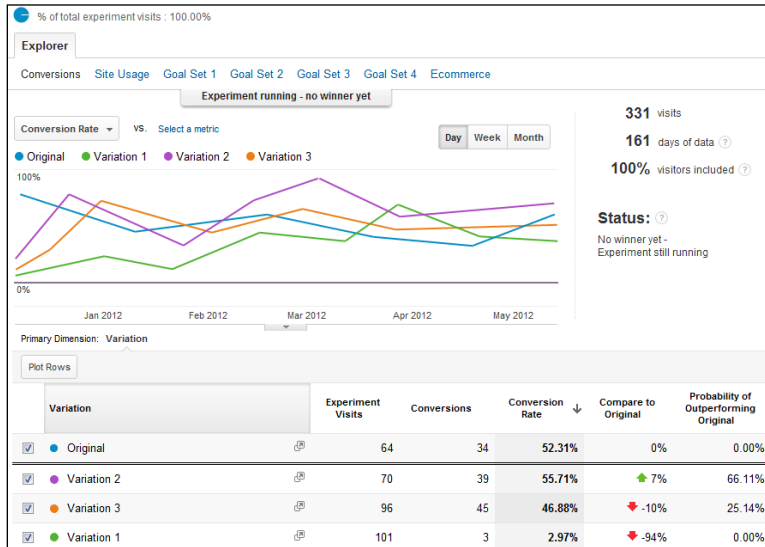 % of total experiment visits : 100.00%
Explorer
Conversions Site Usage Goal Set 1 Goal Set 2 Goal Set 3 Goal Set 4 Ecommerce
Experiment running - no winner yet
Conversion Rate VS. Select a metric
Day Week Month
Original Variation 1 Variation 2 Variation 3
100%
0%
Jan 2012 Feb 2012 Mar 2012 Apr 2012 May 2012
331 visits
161 days of data ?
100% visitors included ?
Status: ?
No winner yet -
Experiment still running
Primary Dimension: Variation
Plot Rows
Variation Experiment Visits Conversions Conversion Rate Compare to Original Probability of Outperforming Original
Original 64 34 52.31% 0% 0.00%
Variation 2 70 39 55.71% 7% 66.11%
Variation 3 96 45 46.88% -10% 25.14%
Variation 1 101 3 2.97% -94% 0.00%